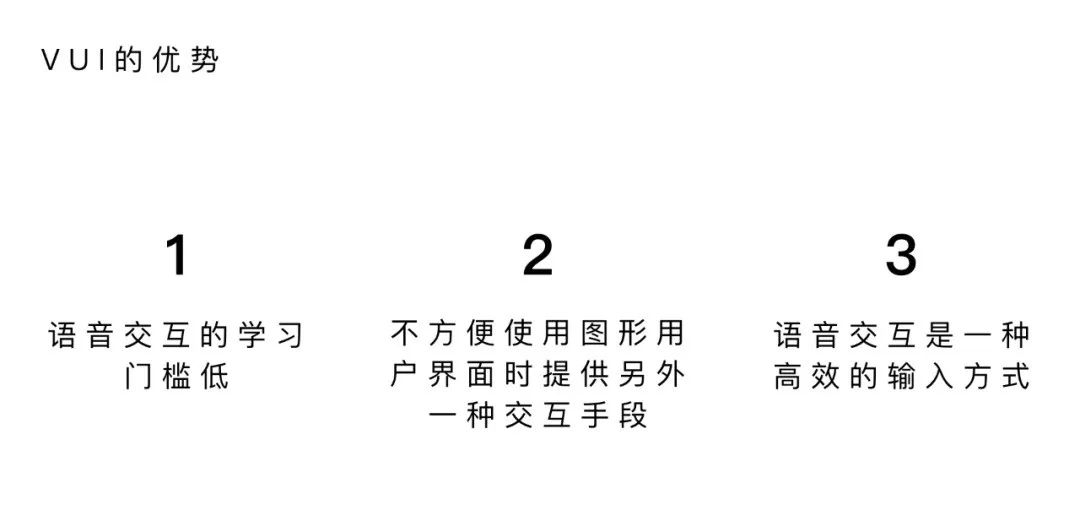 VUI的优势
1
语音交互的学习
门槛低
2
不方便使用图形用
户界面时提供另外
一种交互手段
3
语音交互是一种
高效的输入方式